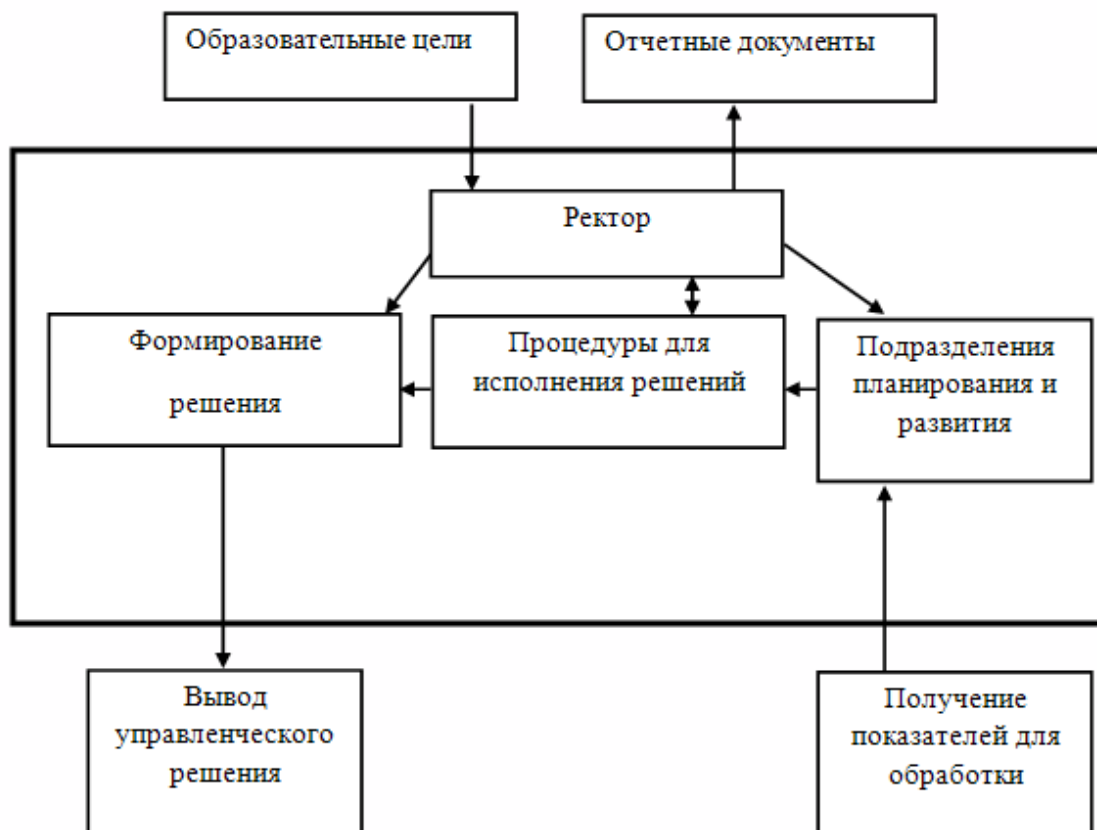 Образовательные цели
Отчетные документы
Ректор
Формирование
решения
Процедуры для
исполнения решений
Подразделения
планирования и
развития
Вывод
управленческого
решения
Получение
показателей для
обработки